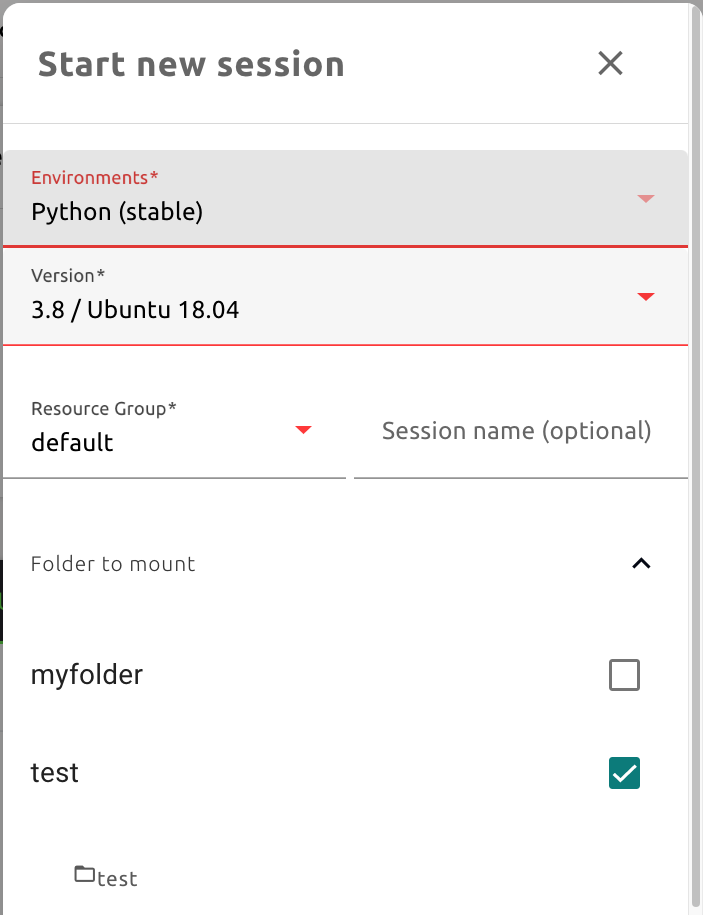 Start new session
Environments*
Python (stable)
Version*
3.8 / Ubuntu 18.04
Resource Group*
default
Session name (optional)
Folder to mount
myfolder
test
test